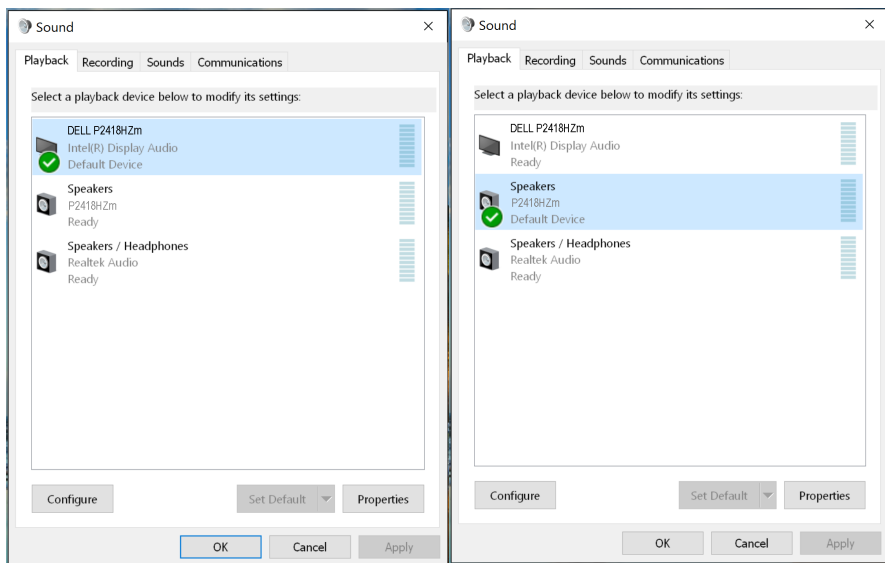 Sound
Playback
Recording
Sounds
Communications
Select a playback device below to modify its settings:
DELL P2418HZm
Intel(R) Display Audio
Default Device
Speakers
P2418HZm
Ready
Speakers / Headphones
Realtek Audio
Ready
Configure
Set Default
Properties
OK
Cancel
Apply
Sound
Playback
Recording
Sounds
Communications
Select a playback device below to modify its settings:
DELL P2418HZm
Intel(R) Display Audio
Ready
Speakers
P2418HZm
Default Device
Speakers / Headphones
Realtek Audio
Ready
Configure
Set Default
Properties
OK
Cancel
Apply